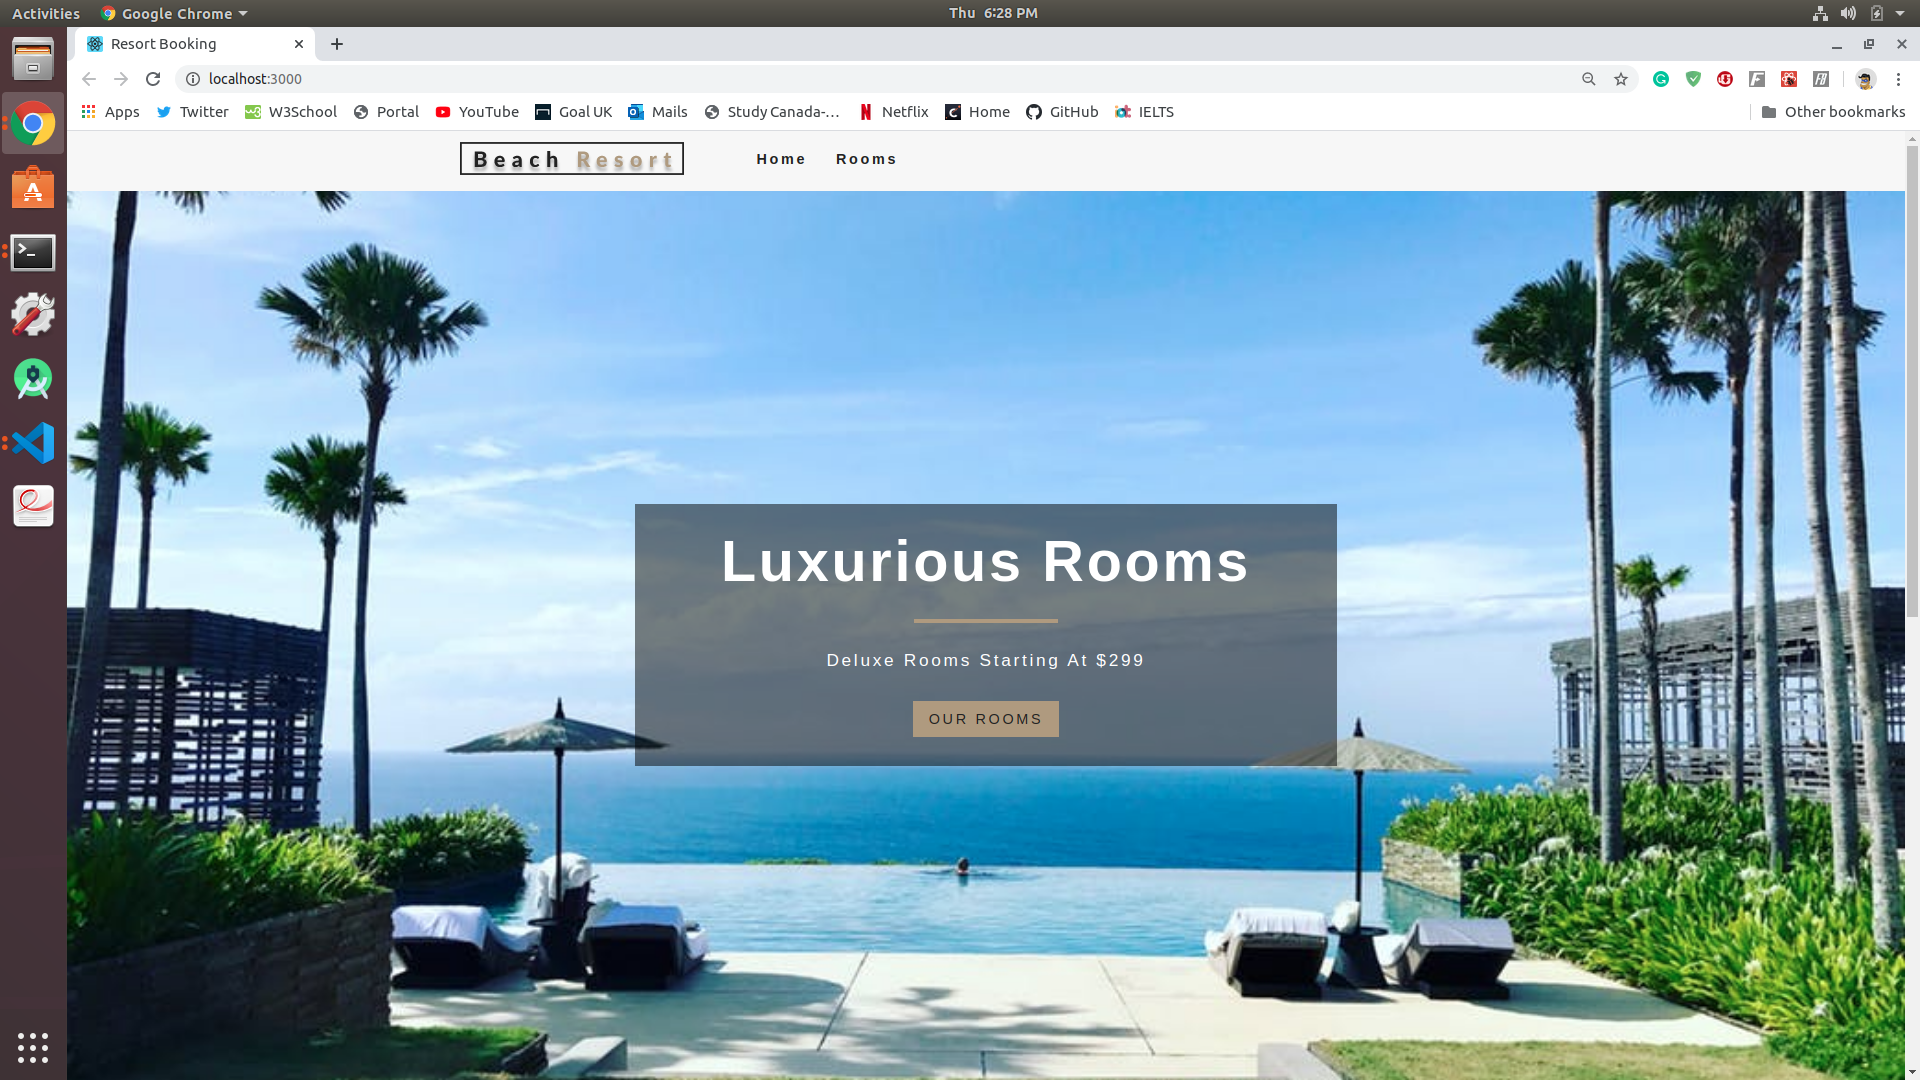 Activities Google Chrome Thu 6:28 PM
Resort Booking
localhost:3000
Apps Twitter W3School Portal YouTube Goal UK Mails Study Canada-... Netflix Home GitHub IELTS Other bookmarks
Beach Resort Home Rooms
Luxurious Rooms
Deluxe Rooms Starting At $299
OUR ROOMS